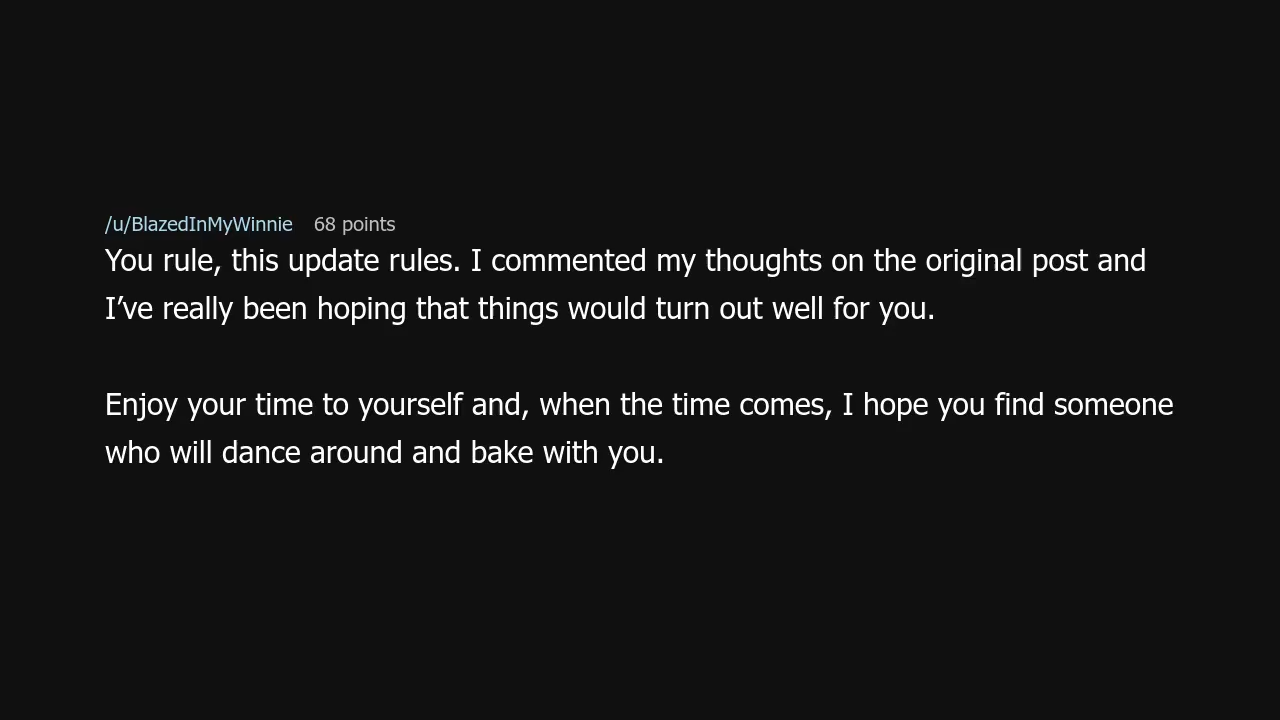 /u/BlazedInMyWinnie 68 points
You rule, this update rules. I commented my thoughts on the original post and
I’ve really been hoping that things would turn out well for you.
Enjoy your time to yourself and, when the time comes, I hope you find someone
who will dance around and bake with you.